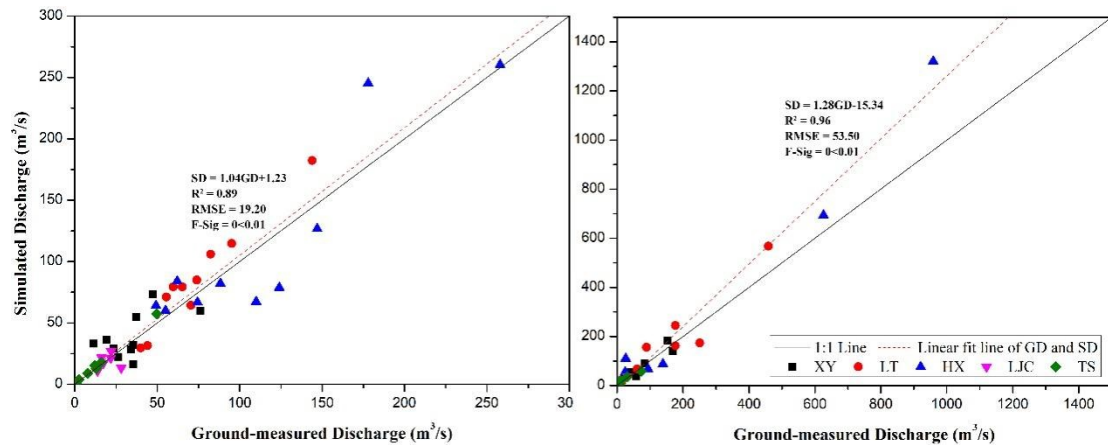 300
250
200
150
100
50
0
Simulated Discharge (m³/s)
SD = 1.04GD+1.23
R² = 0.89
RMSE = 19.20
F-Sig = 0<0.01
0 50 100 150 200 250 30
Ground-measured Discharge (m³/s)
1400
1200
1000
800
600
400
200
0
SD = 1.28GD-15.34
R² = 0.96
RMSE = 53.50
F-Sig = 0<0.01
1:1 Line Linear fit line of GD and SD
XY LT HX LJC TS
0 200 400 600 800 1000 1200 1400
Ground-measured Discharge (m³/s)